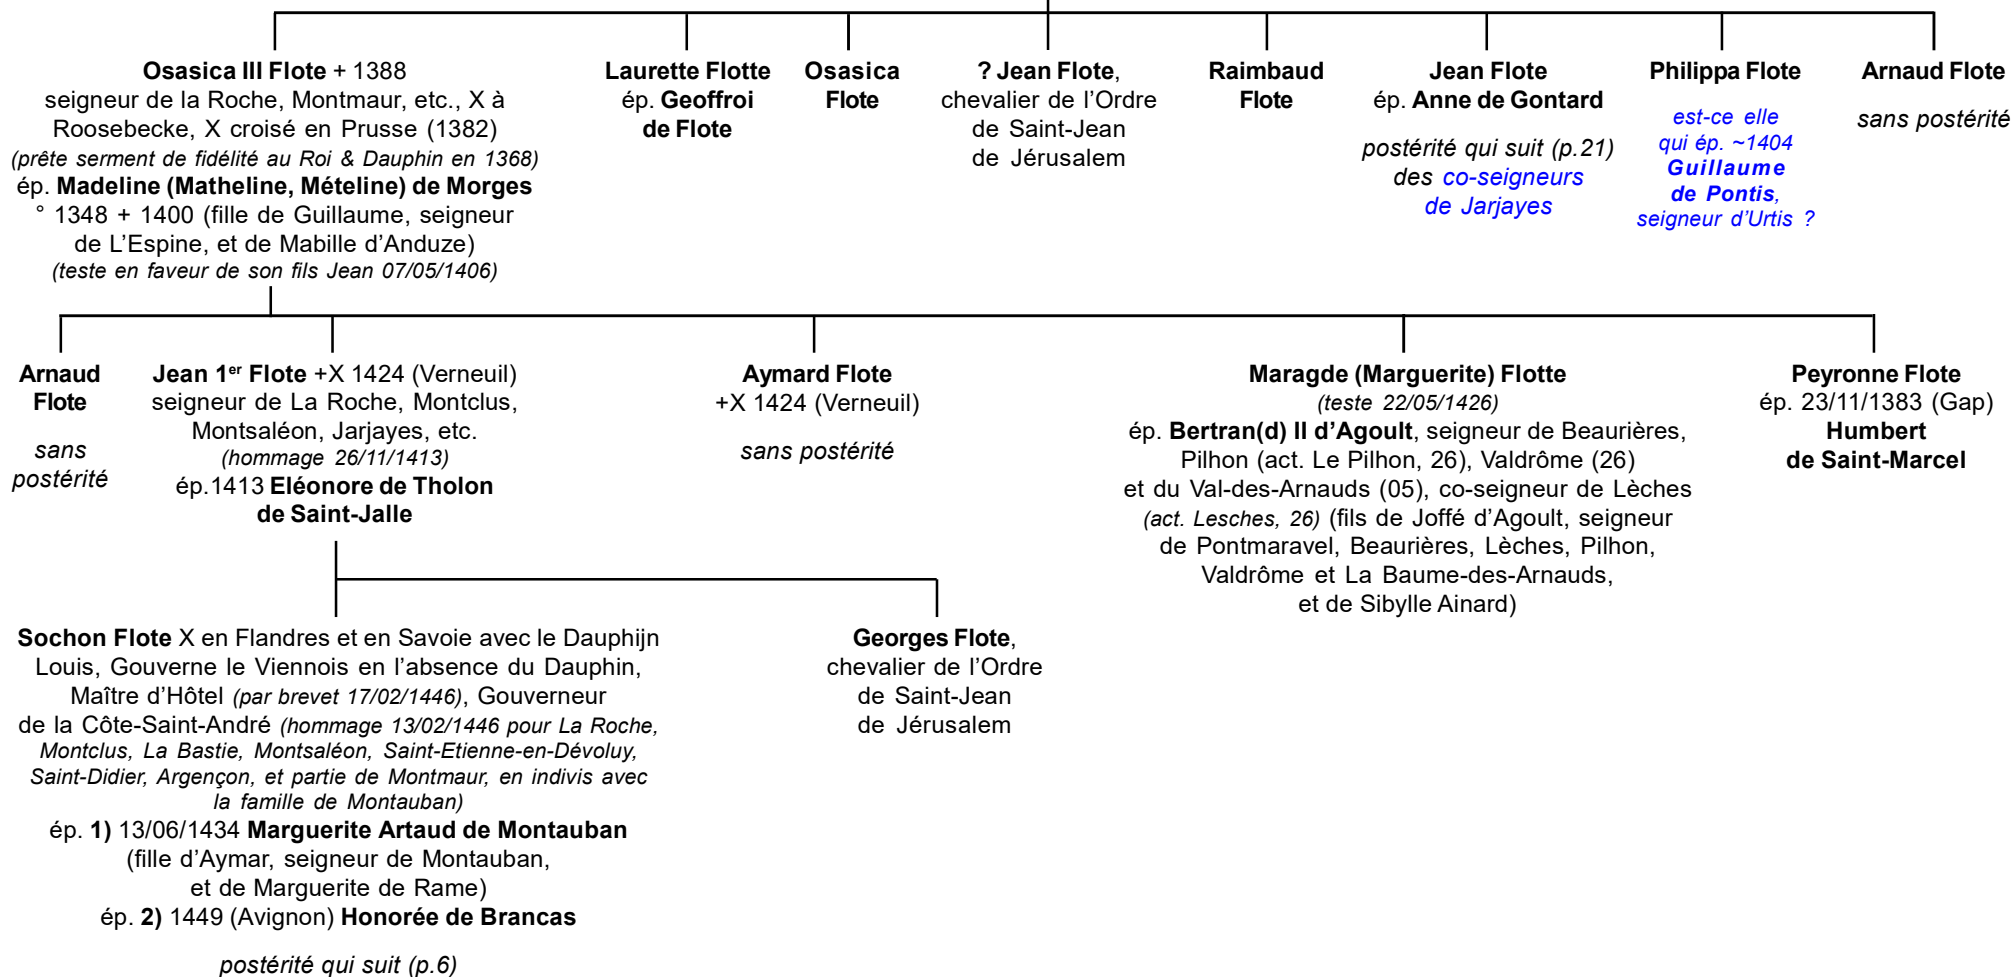 Osasica III Flote + 1388
seigneur de la Roche, Montmaur, etc., X à
Roosebecke, X croisé en Prusse (1382)
(prête serment de fidélité au Roi & Dauphin en 1368)
ép. Madeline (Matheline, Mételine) de Morges
° 1348 + 1400 (fille de Guillaume, seigneur
de L'Espine, et de Mabille d'Anduze)
(teste en faveur de son fils Jean 07/05/1406)
Laurette Flotte
ép. Geoffroi
de Flote
Osasica
Flote
? Jean Flote,
chevalier de l'Ordre
de Saint-Jean
de Jérusalem
Raimbaud
Flote
Jean Flote
ép. Anne de Gontard
postérité qui suit (p.21)
des co-seigneurs
de Jarjayes
Philippa Flote
est-ce elle
qui ép. ~1404
Guillaume
de Pontis,
seigneur d'Urtis ?
Arnaud Flote
sans postérité
Arnaud
Flote
sans
postérité
Jean 1er Flote +X 1424 (Verneuil)
seigneur de La Roche, Montclus,
Montsaléon, Jarjayes, etc.
(hommage 26/11/1413)
ép.1413 Eléonore de Tholon
de Saint-Jalle
Aymard Flote
+X 1424 (Verneuil)
sans postérité
Maragde (Marguerite) Flotte
(teste 22/05/1426)
ép. Bertran(d) II d'Agoult, seigneur de Beaurières,
Pilhon (act. Le Pilhon, 26), Valdrôme (26)
et du Val-des-Arnauds (05), co-seigneur de Lèches
(act. Lesches, 26) (fils de Joffé d'Agoult, seigneur
de Pontmaravel, Beaurières, Lèches, Pilhon,
Valdrôme et La Baume-des-Arnauds,
et de Sibylle Ainard)
Peyronne Flote
ép. 23/11/1383 (Gap)
Humbert
de Saint-Marcel
Sochon Flote X en Flandres et en Savoie avec le Dauphijn
Louis, Gouverne le Viennois en l'absence du Dauphin,
Maître d'Hôtel (par brevet 17/02/1446), Gouverneur
de la Côte-Saint-André (hommage 13/02/1446 pour La Roche,
Montclus, La Bastie, Montsaléon, Saint-Etienne-en-Dévoluy,
Saint-Didier, Argençon, et partie de Montmaur, en indivis avec
la famille de Montauban)
ép. 1) 13/06/1434 Marguerite Artaud de Montauban
(fille d'Aymar, seigneur de Montauban,
et de Marguerite de Rame)
ép. 2) 1449 (Avignon) Honorée de Brancas
postérité qui suit (p.6)
Georges Flote,
chevalier de l'Ordre
de Saint-Jean
de Jérusalem